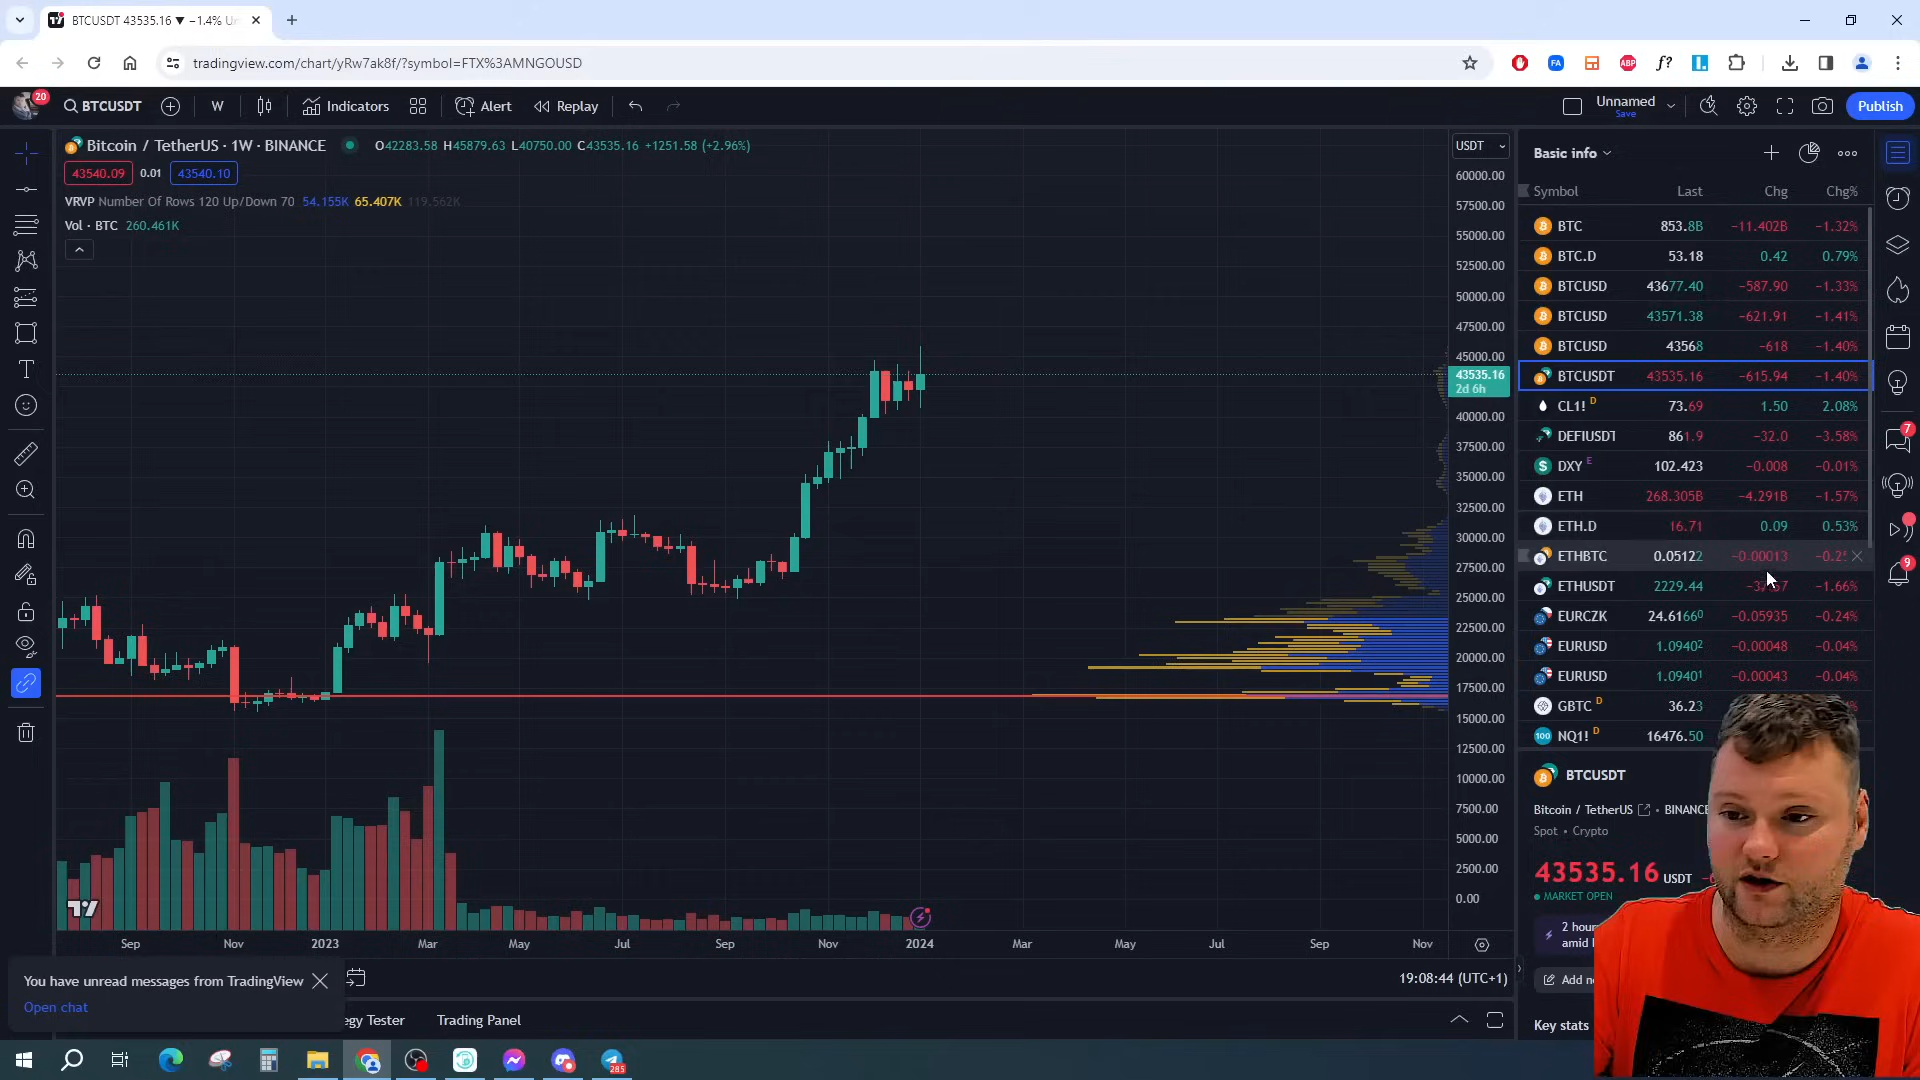 BTCUSDT 43535.16 ▼ −1.4%
tradingview.com/chart/yRw7ak8f/?symbol=FTX%3AMNGOUSD
20
BTCUSDT
W
Indicators
Alert
Replay
Unnamed
Save
Publish
Bitcoin / TetherUS · 1W · BINANCE
O42283.58 H45879.63 L40750.00 C43535.16 +1251.58 (+2.96%)
43540.09 0.01 43540.10
VRVP Number Of Rows 120 Up/Down 70 54.155K 65.407K 119.562K
Vol · BTC 260.461K
USDT
60000.00
57500.00
55000.00
52500.00
50000.00
47500.00
45000.00
43535.16
2d 6h
40000.00
37500.00
35000.00
32500.00
30000.00
27500.00
25000.00
22500.00
20000.00
17500.00
15000.00
12500.00
10000.00
7500.00
5000.00
2500.00
0.00
Sep Nov 2023 Mar May Jul Sep Nov 2024 Mar May Jul Sep Nov
Basic info
Symbol Last Chg Chg%
BTC 853.8B −11.402B −1.32%
BTC.D 53.18 0.42 0.79%
BTCUSD 43677.40 −587.90 −1.33%
BTCUSD 43571.38 −621.91 −1.41%
BTCUSD 43568 −618 −1.40%
BTCUSDT 43535.16 −615.94 −1.40%
CL1! D 73.69 1.50 2.08%
DEFIUSDT 861.9 −32.0 −3.58%
DXY E 102.423 −0.008 −0.01%
ETH 268.305B −4.291B −1.57%
ETH.D 16.71 0.09 0.53%
ETHBTC 0.05122 −0.00013
ETHUSDT 2229.44 −1.66%
EURCZK 24.61660 −0.05935 −0.24%
EURUSD 1.09402 −0.00048 −0.04%
EURUSD 1.09401 −0.00043 −0.04%
GBTC D 36.23
100 NQ1! D 16476.50
7
9
BTCUSDT
Bitcoin / TetherUS • BINANCE
Spot • Crypto
43535.16 USDT
MARKET OPEN
2 hour
amid
Add
Key stats
You have unread messages from TradingView
Open chat
19:08:44 (UTC+1)
Tester
Trading Panel
285